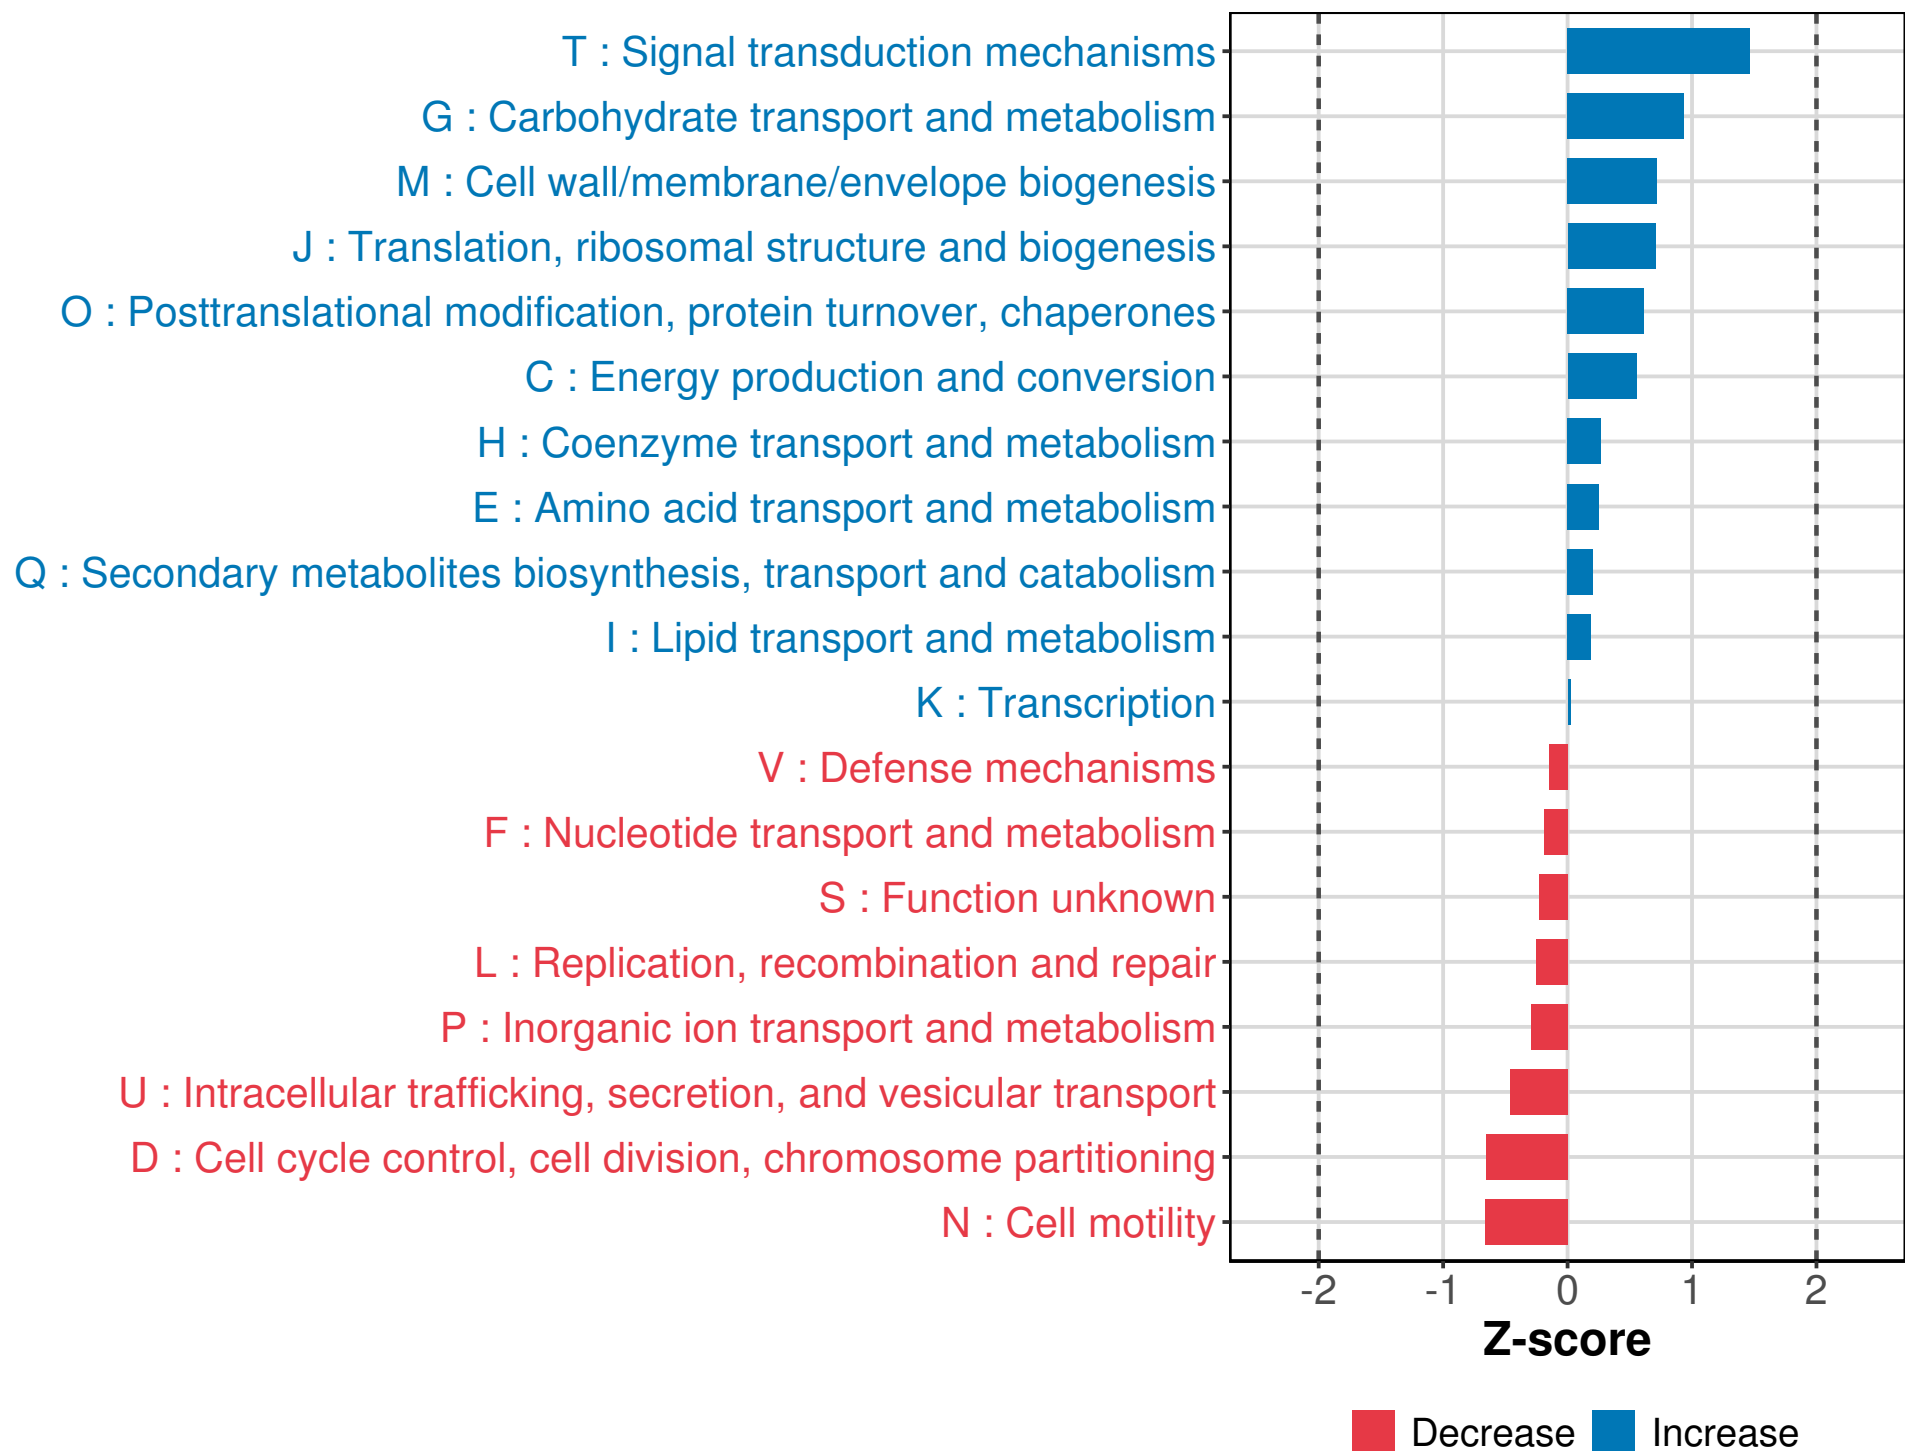 T : Signal transduction mechanisms
G : Carbohydrate transport and metabolism
M : Cell wall/membrane/envelope biogenesis
J : Translation, ribosomal structure and biogenesis
O : Posttranslational modification, protein turnover, chaperones
C : Energy production and conversion
H : Coenzyme transport and metabolism
E : Amino acid transport and metabolism
Q : Secondary metabolites biosynthesis, transport and catabolism
I : Lipid transport and metabolism
K : Transcription
V : Defense mechanisms
F : Nucleotide transport and metabolism
S : Function unknown
L : Replication, recombination and repair
P : Inorganic ion transport and metabolism
U : Intracellular trafficking, secretion, and vesicular transport
D : Cell cycle control, cell division, chromosome partitioning
N : Cell motility
-2 -1 0 1 2
Z-score
Decrease Increase